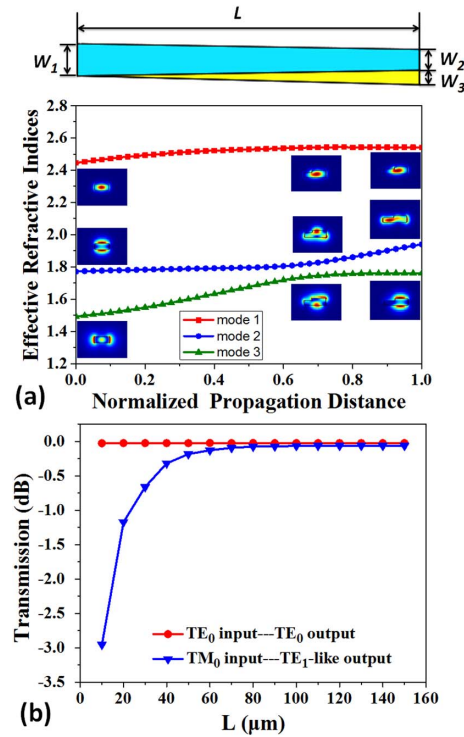 L
W₁
W₂
W₃
Effective Refractive Indices
2.8
2.6
2.4
2.2
2.0
1.8
1.6
1.4
1.2
mode 1
mode 2
mode 3
0.0 0.2 0.4 0.6 0.8 1.0
(a) Normalized Propagation Distance
Transmission (dB)
0.0
-0.5
-1.0
-1.5
-2.0
-2.5
-3.0
-3.5
TE₀ input---TE₀ output
TM₀ input---TE₁-like output
0 20 40 60 80 100 120 140 160
(b) L (μm)